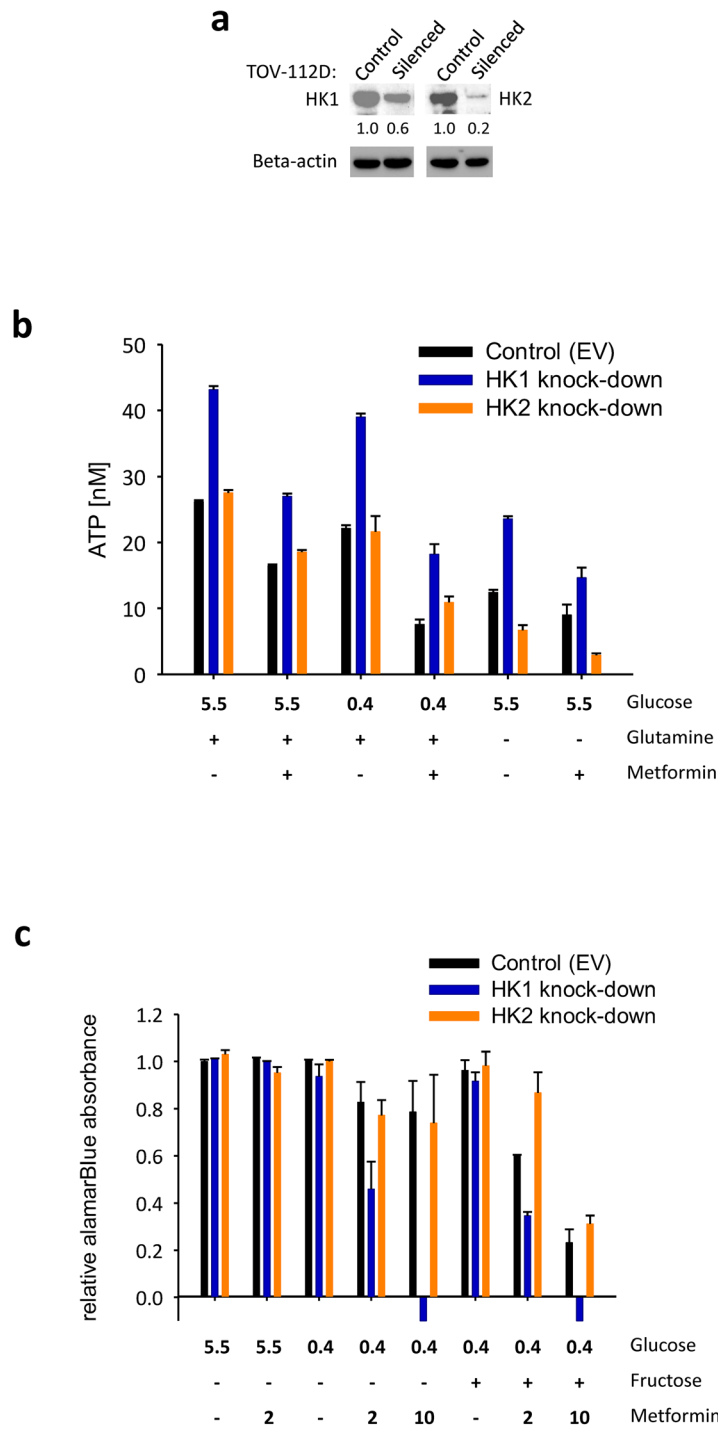 a
TOV-112D: Control Silenced Control Silenced
HK1 HK2
1.0 0.6 1.0 0.2
Beta-actin
b
50
40
30
20
10
0
ATP [nM]
Control (EV)
HK1 knock-down
HK2 knock-down
5.5 5.5 0.4 0.4 5.5 5.5 Glucose
+ + + + - - Glutamine
- + - + - + Metformin
c
Control (EV)
HK1 knock-down
HK2 knock-down
1.2
1.0
0.8
0.6
0.4
0.2
0.0
relative alamarBlue absorbance
5.5 5.5 0.4 0.4 0.4 0.4 0.4 0.4 Glucose
- - - - - + + + Fructose
- 2 - 2 10 - 2 10 Metformin